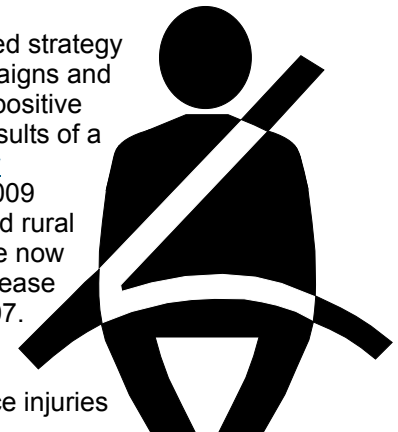 ed strategy
aigns and
positive
sults of a
009
d rural
e now
ease
07.
ce injuries